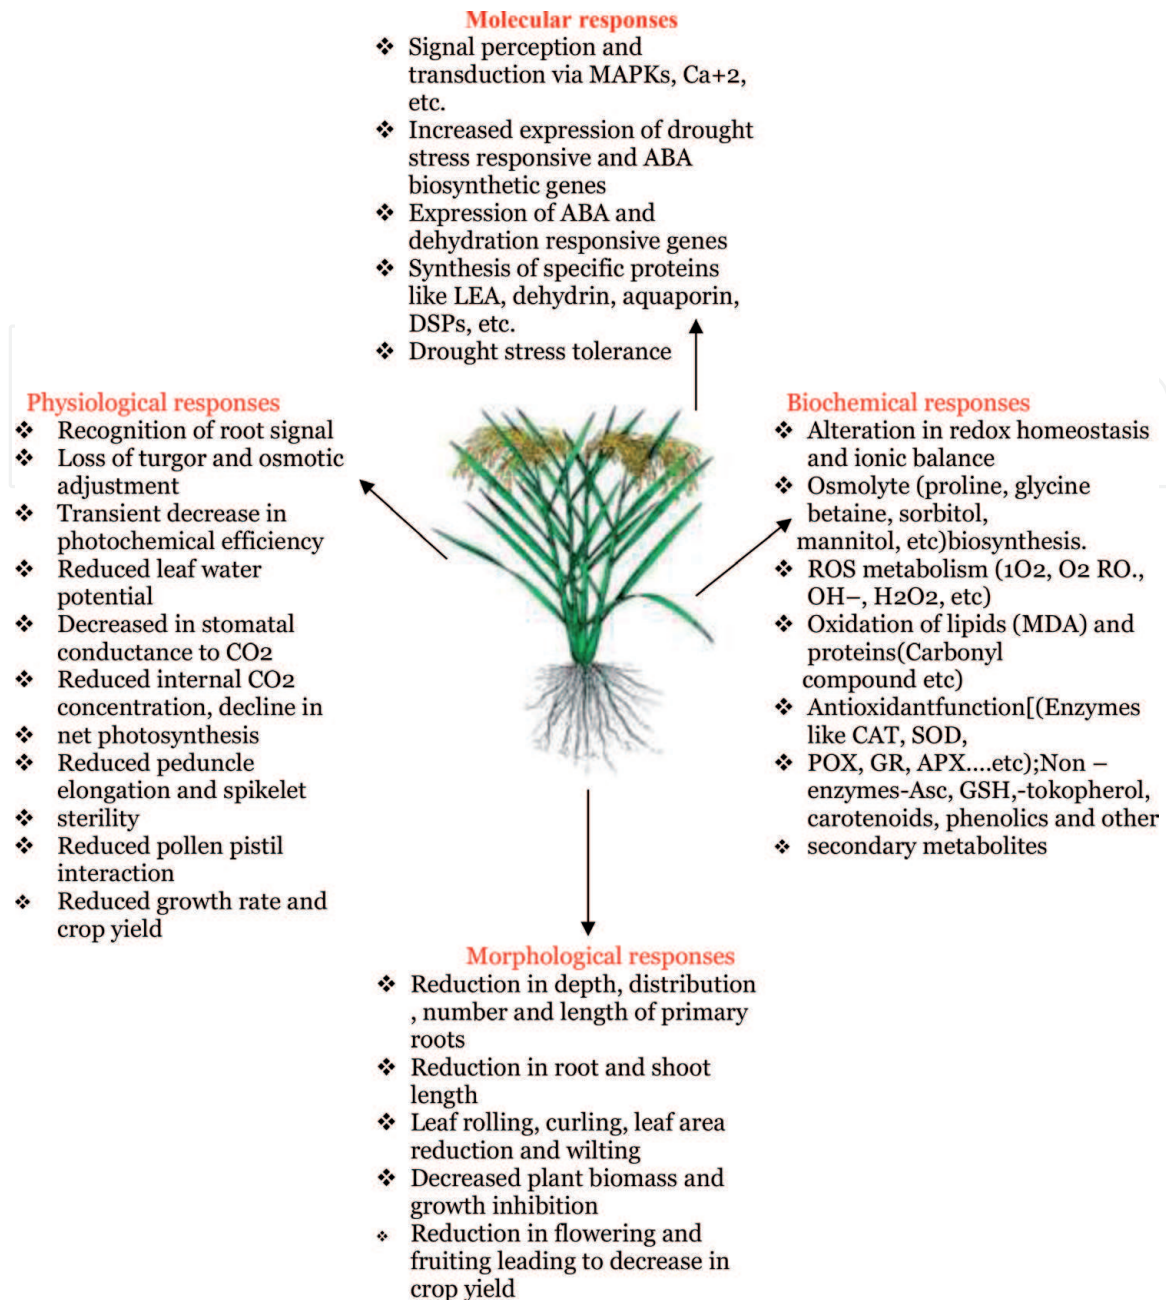 Molecular responses
❖ Signal perception and
transduction via MAPKs, Ca+2,
etc.
❖ Increased expression of drought
stress responsive and ABA
biosynthetic genes
❖ Expression of ABA and
dehydration responsive genes
❖ Synthesis of specific proteins
like LEA, dehydrin, aquaporin,
DSPs, etc.
❖ Drought stress tolerance
Physiological responses
❖ Recognition of root signal
❖ Loss of turgor and osmotic
adjustment
❖ Transient decrease in
photochemical efficiency
❖ Reduced leaf water
potential
❖ Decreased in stomatal
conductance to CO2
❖ Reduced internal CO2
concentration, decline in
❖ net photosynthesis
❖ Reduced peduncle
elongation and spikelet
❖ sterility
❖ Reduced pollen pistil
interaction
❖ Reduced growth rate and
crop yield
Biochemical responses
❖ Alteration in redox homeostasis
and ionic balance
❖ Osmolyte (proline, glycine
betaine, sorbitol,
mannitol, etc)biosynthesis.
❖ ROS metabolism (1O2, O2 RO.,
OH–, H2O2, etc)
❖ Oxidation of lipids (MDA) and
proteins(Carbonyl
compound etc)
❖ Antioxidantfunction[(Enzymes
like CAT, SOD,
❖ POX, GR, APX....etc);Non –
enzymes-Asc, GSH,-tokopherol,
carotenoids, phenolics and other
❖ secondary metabolites
Morphological responses
❖ Reduction in depth, distribution
, number and length of primary
roots
❖ Reduction in root and shoot
length
❖ Leaf rolling, curling, leaf area
reduction and wilting
❖ Decreased plant biomass and
growth inhibition
❖ Reduction in flowering and
fruiting leading to decrease in
crop yield